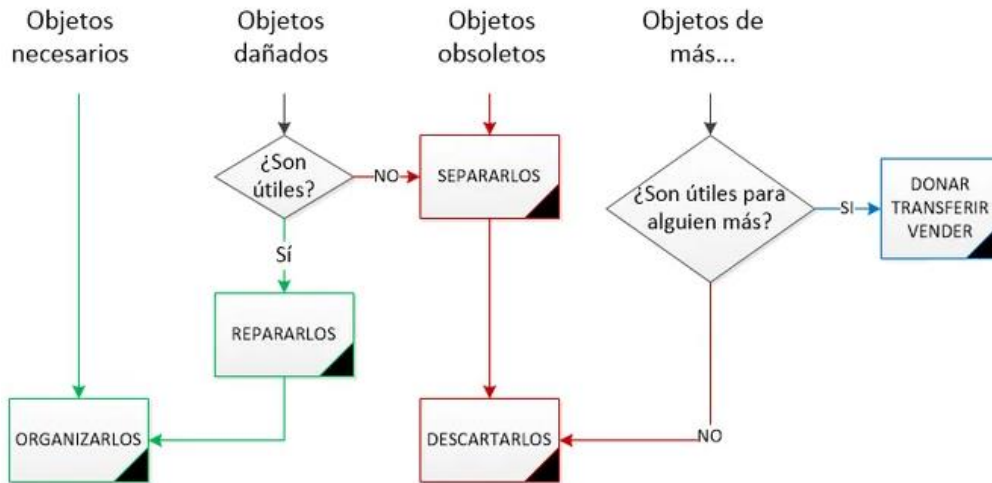 Objetos
necesarios
Objetos
dañados
Objetos
obsoletos
Objetos de
más...
¿Son
útiles?
NO
SEPARARLOS
¿Son útiles para
alguien más?
SI
DONAR
TRANSFERIR
VENDER
Sí
REPARARLOS
ORGANIZARLOS
DESCARTARLOS
NO